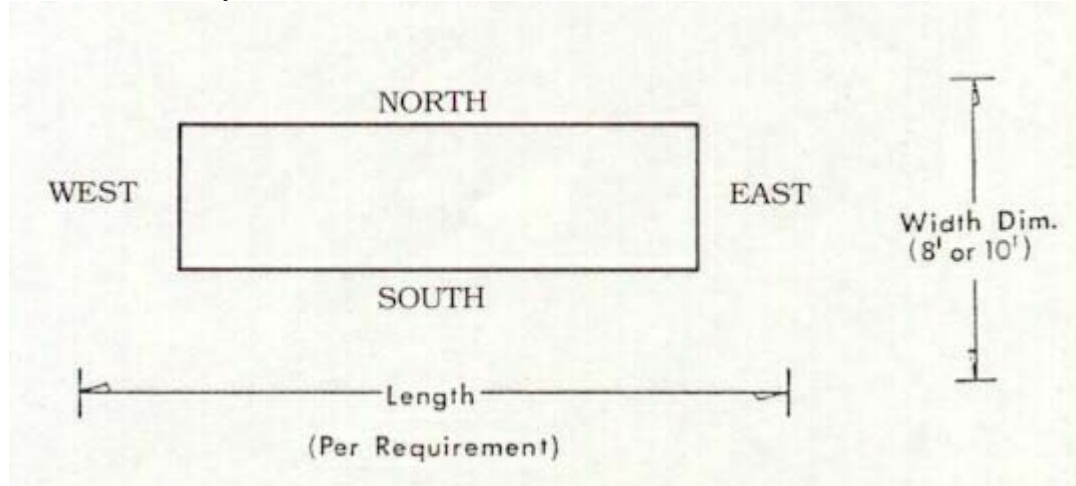 NORTH
WEST
EAST
Width Dim.
(8' or 10')
SOUTH
Length
(Per Requirement)